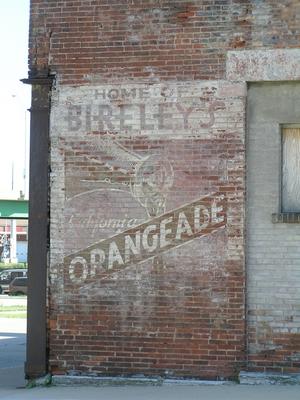 HOME OF
BIRELEY'S
California
ORANGEADE